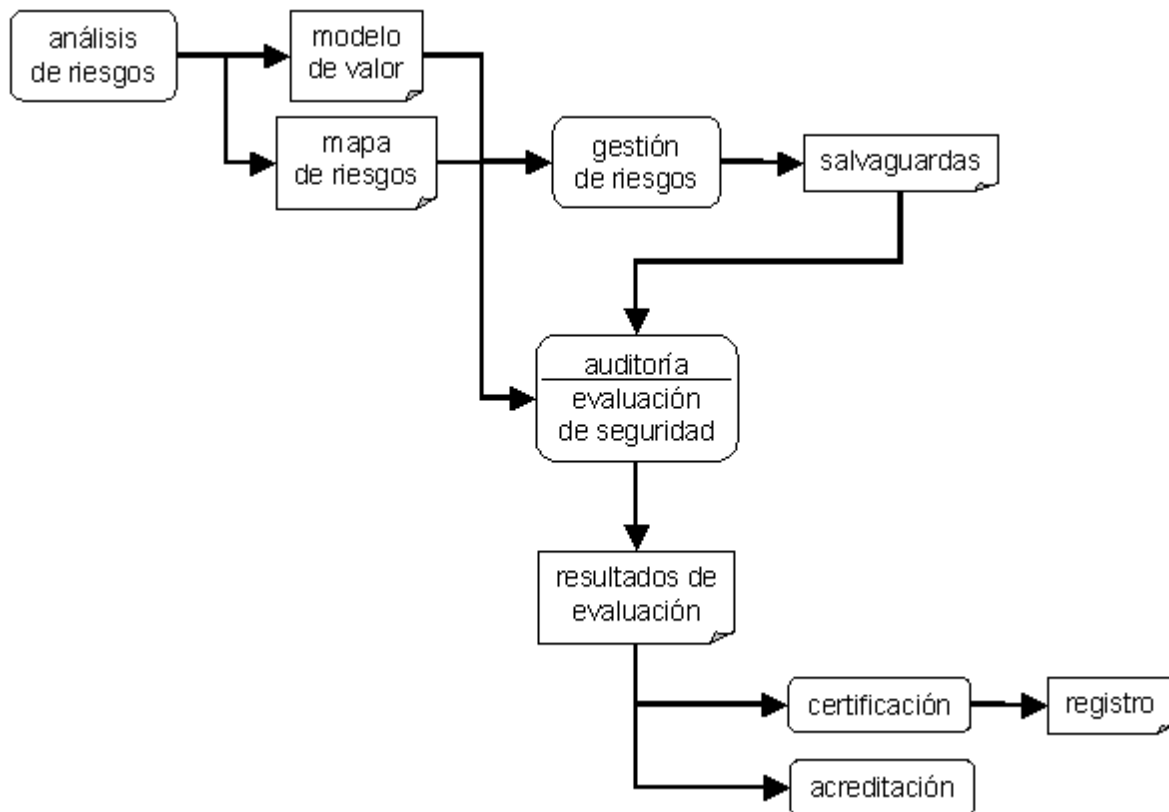 análisis
de riesgos
modelo
de valor
mapa
de riesgos
gestión
de riesgos
salvaguardas
auditoría
evaluación
de seguridad
resultados de
evaluación
certificación
registro
acreditación